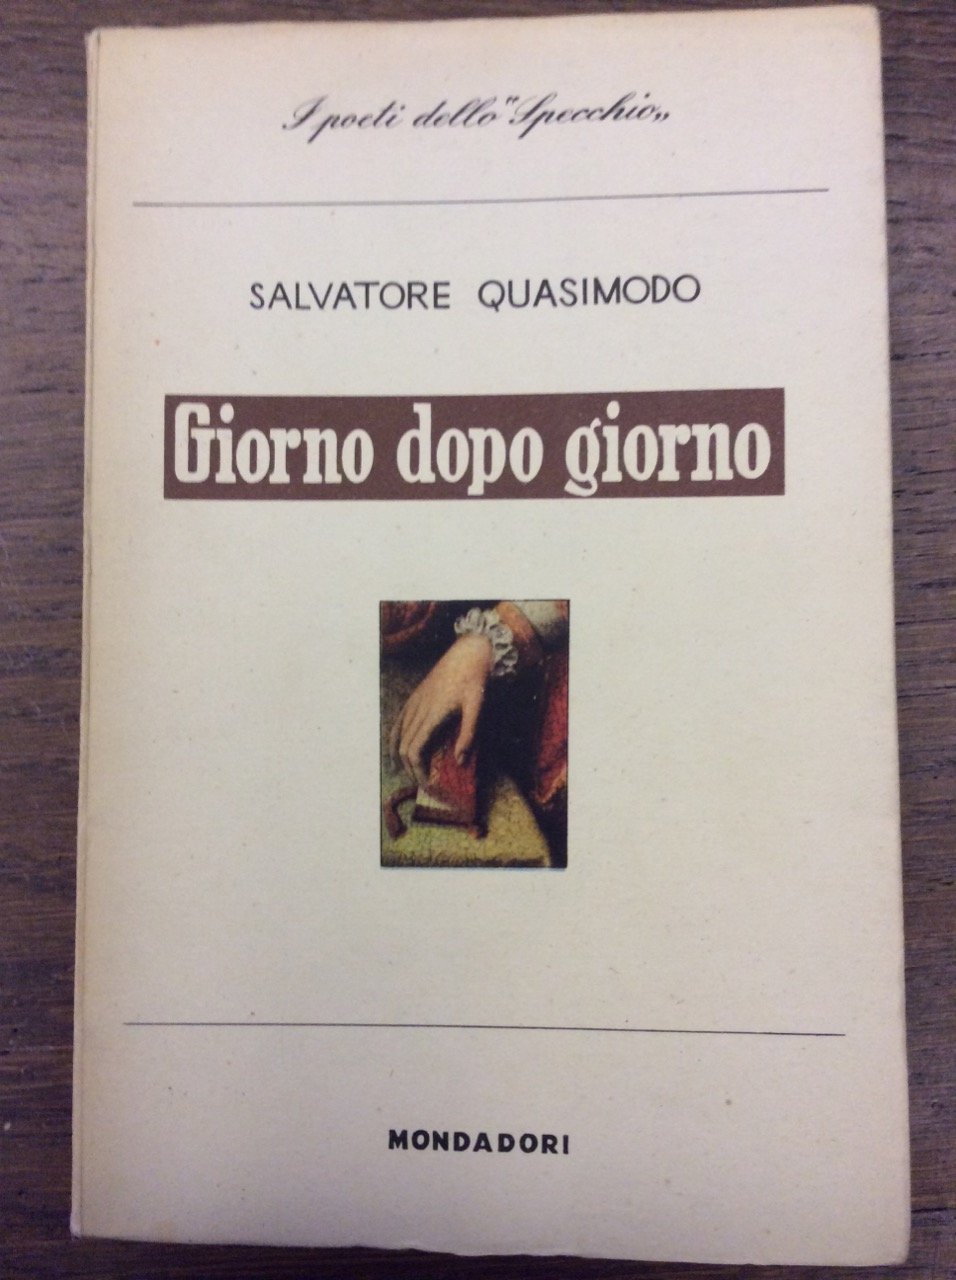 I poeti dello "Specchio„
SALVATORE QUASIMODO
Giorno dopo giorno
MONDADORI